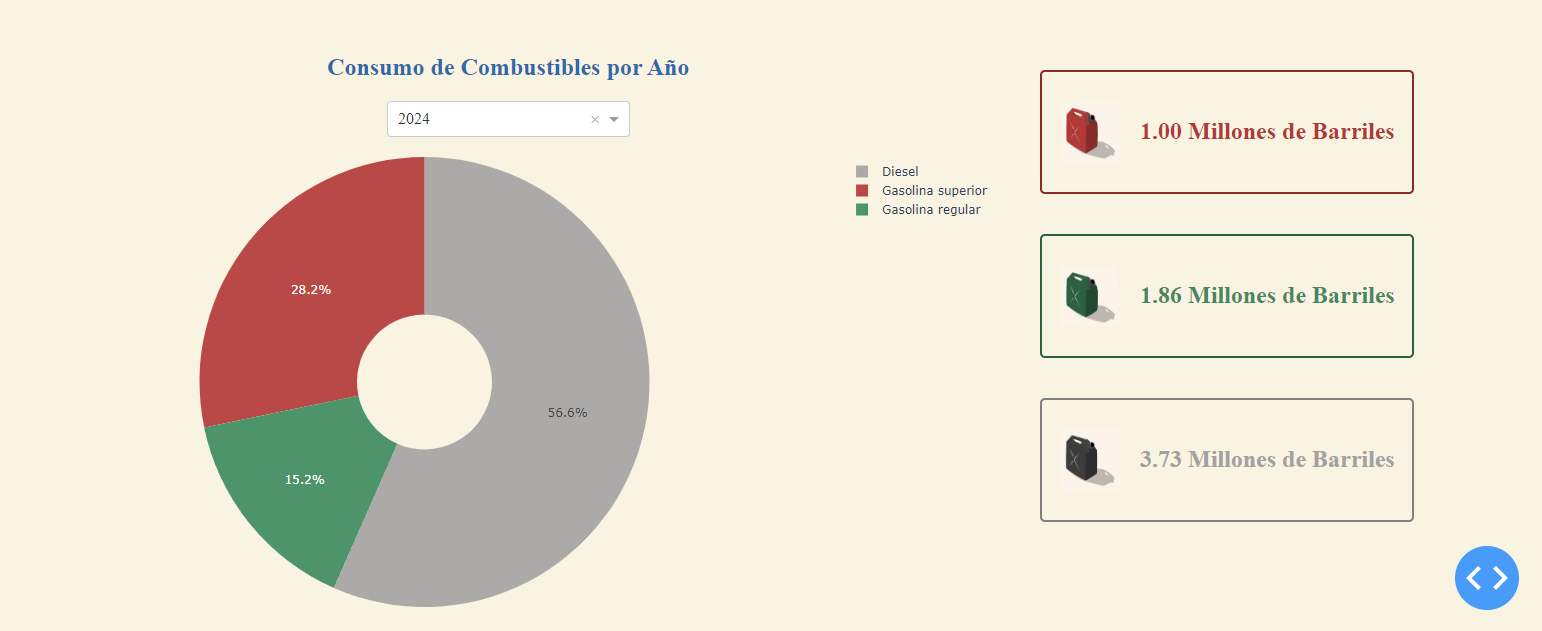 Consumo de Combustibles por Año
2024
Diesel
Gasolina superior
Gasolina regular
28.2%
56.6%
15.2%
1.00 Millones de Barriles
1.86 Millones de Barriles
3.73 Millones de Barriles